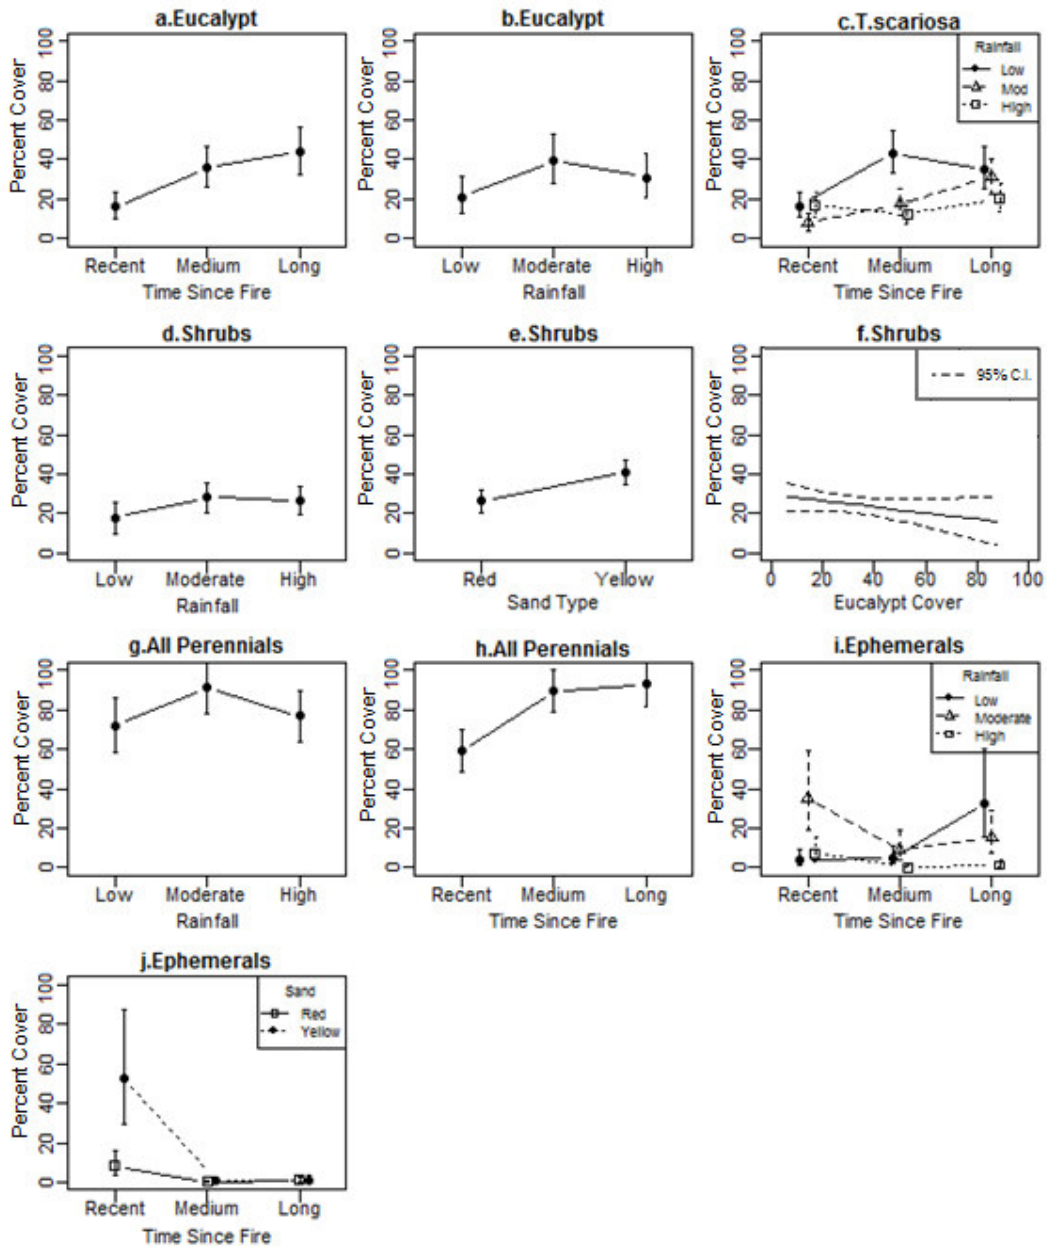 a.Eucalypt
Percent Cover
0 20 40 60 80 100
Recent Medium Long
Time Since Fire
b.Eucalypt
Percent Cover
0 20 40 60 80 100
Low Moderate High
Rainfall
c.T.scariosa
Percent Cover
0 20 40 60 80 100
Rainfall
Low
Mod
High
Recent Medium Long
Time Since Fire
d.Shrubs
Percent Cover
0 20 40 60 80 100
Low Moderate High
Rainfall
e.Shrubs
Percent Cover
0 20 40 60 80 100
Red Yellow
Sand Type
f.Shrubs
Percent Cover
0 20 40 60 80 100
95% C.I.
0 20 40 60 80 100
Eucalypt Cover
g.All Perennials
Percent Cover
0 20 40 60 80 100
Low Moderate High
Rainfall
h.All Perennials
Percent Cover
0 20 40 60 80 100
Recent Medium Long
Time Since Fire
i.Ephemerals
Percent Cover
0 20 40 60 80 100
Rainfall
Low
Moderate
High
Recent Medium Long
Time Since Fire
j.Ephemerals
Percent Cover
0 20 40 60 80 100
Sand
Red
Yellow
Recent Medium Long
Time Since Fire